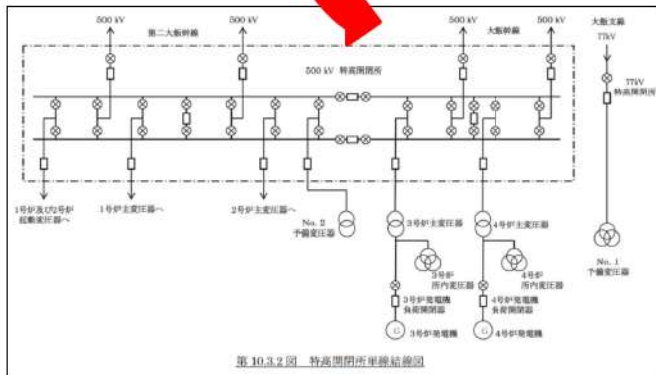 500 kV
500 kV
500 kV
500 kV
大飯支線
77kV
第二大飯幹線
大飯幹線
500 kV 特高開閉所
77kV
特高開閉所
1号炉及び2号炉
起動変圧器へ
1号炉主変圧器へ
2号炉主変圧器へ
No. 2
予備変圧器
3号炉主変圧器
4号炉主変圧器
3号炉
所内変圧器
4号炉
所内変圧器
No. 1
予備変圧器
3号炉発電機
負荷開閉器
4号炉発電機
負荷開閉器
G
3号炉発電機
G
4号炉発電機
第 10.3.2 図 特高開閉所単線結線図